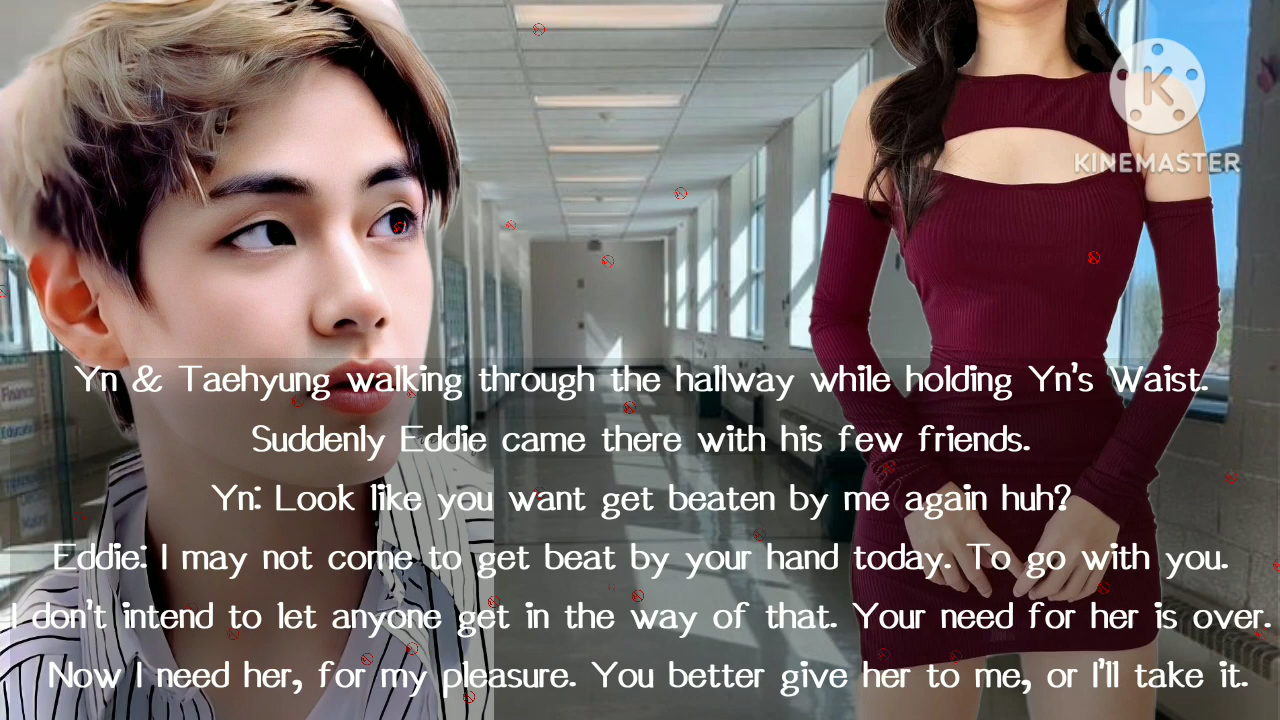 K
KINEMASTER
Yn & Taehyung walking through the hallway while holding Yn's Waist.
Suddenly Eddie came there with his few friends.
Yn: Look like you want get beaten by me again huh?
Eddie: I may not come to get beat by your hand today. To go with you.
I don't intend to let anyone get in the way of that. Your need for her is over.
Now I need her, for my pleasure. You better give her to me, or I'll take it.
Finance